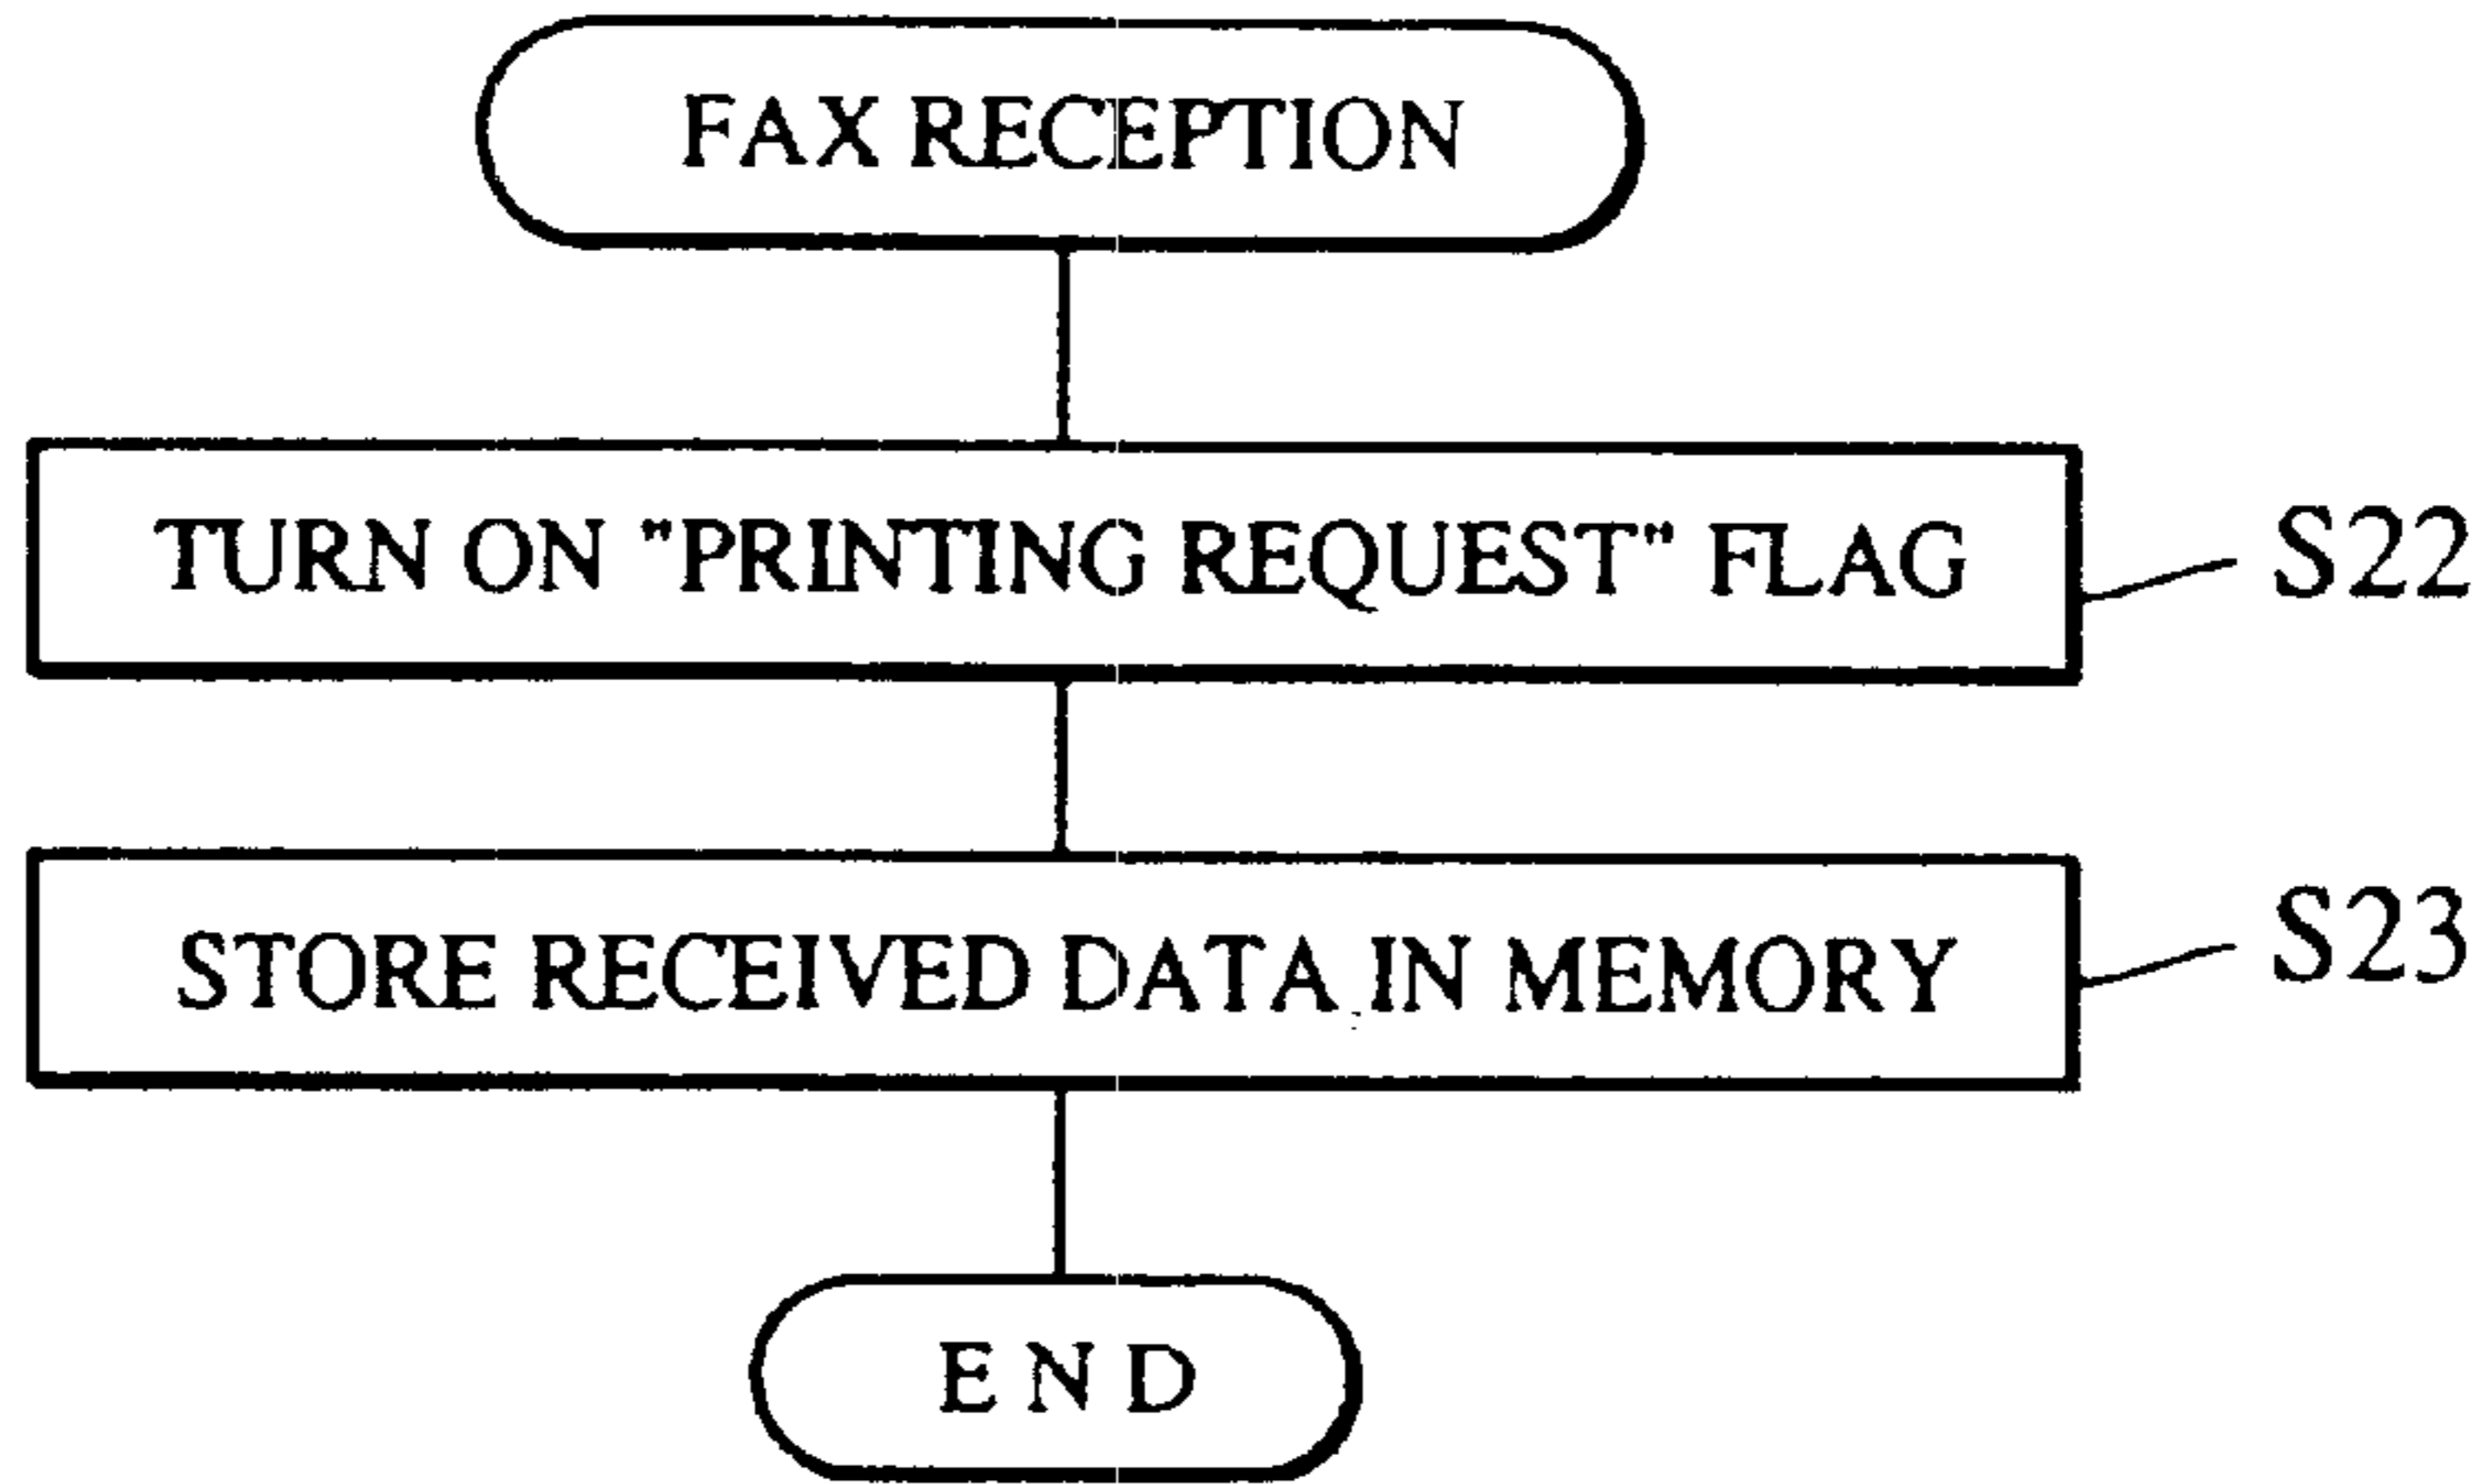 FAX RECEPTION
TURN ON "PRINTING REQUEST" FLAG
S22
STORE RECEIVED DATA IN MEMORY
S23
END